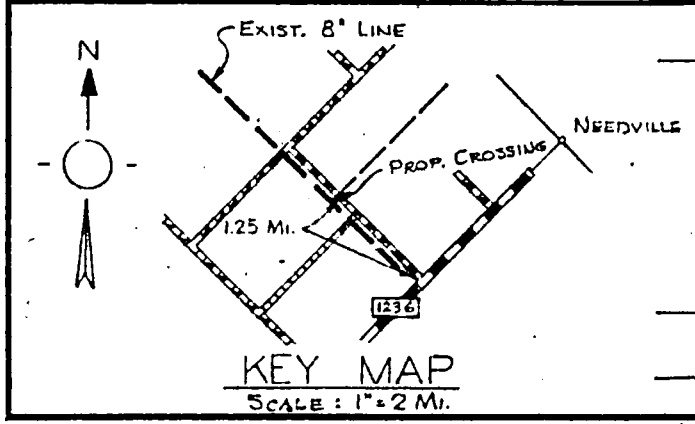 EXIST. 8" LINE
N
NEEDVILLE
PROP. CROSSING
1.25 MI.
1236
KEY MAP
SCALE : 1"= 2 MI.